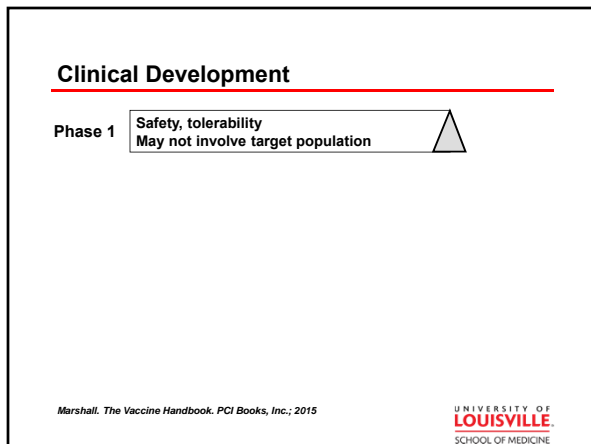 Clinical Development
Phase 1
Safety, tolerability
May not involve target population
Marshall. The Vaccine Handbook. PCI Books, Inc.; 2015
UNIVERSITY OF
LOUISVILLE.
SCHOOL OF MEDICINE